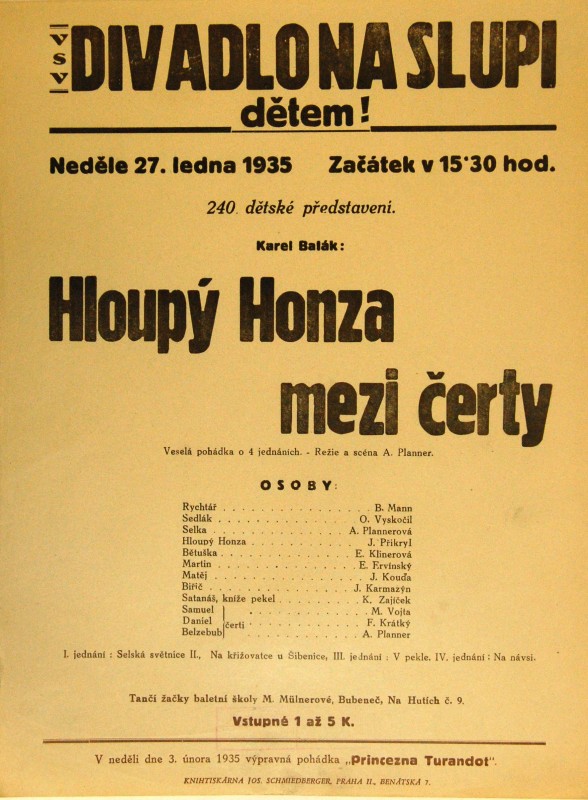 VSV DIVADLO NA SLUPI
dětem!
Neděle 27. ledna 1935 Začátek v 15·30 hod.
240. dětské představení.
Karel Balák:
Hloupý Honza
mezi čerty
Veselá pohádka o 4 jednáních. - Režie a scéna A. Planner.
OSOBY:
Rychtář . . . . . . . . . . . . . . B. Mann
Sedlák . . . . . . . . . . . . . . O. Vyskočil
Selka . . . . . . . . . . . . . . A. Plannerová
Hloupý Honza . . . . . . . . . . J. Přikryl
Bětuška . . . . . . . . . . . . . E. Klinerová
Martin . . . . . . . . . . . . . . E. Ervínský
Matěj . . . . . . . . . . . . . . J. Kouďa
Biřič . . . . . . . . . . . . . . J. Karmazýn
Satanáš, kníže pekel . . . . . . . K. Zajíček
Samuel . . . . . . . . . . . . M. Vojta
Daniel čerti . . . . . . . . . . F. Krátký
Belzebub . . . . . . . . . . . A. Planner
I. jednání : Selská světnice II., Na křižovatce u Šibenice, III. jednání : V pekle. IV. jednání : Na návsi.
Tančí žačky baletní školy M. Mülnerové, Bubeneč, Na Hutích č. 9.
Vstupné 1 až 5 K.
V neděli dne 3. února 1935 výpravná pohádka „Princezna Turandot".
KNIHTISKÁRNA JOS. SCHMIEDBERGER, PRAHA II., BENÁTSKÁ 7.